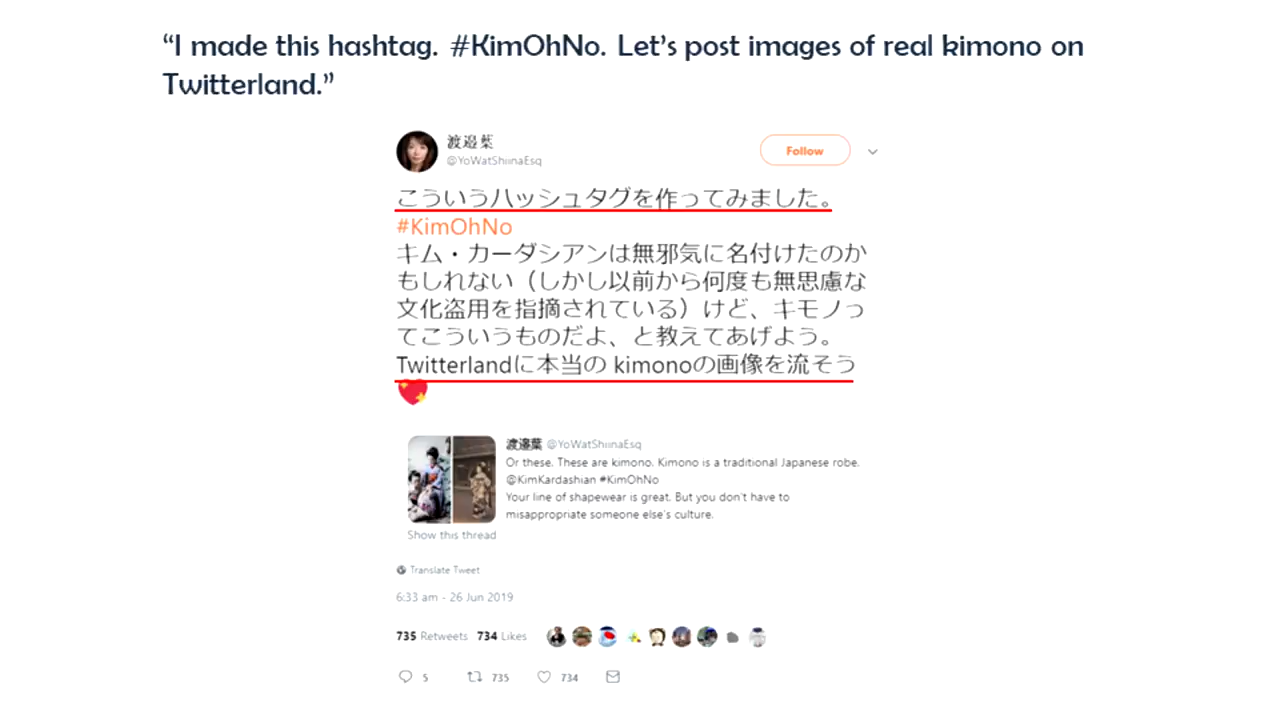 “I made this hashtag. #KimOhNo. Let’s post images of real kimono on
Twitterland.”
渡邉葉
@YoWatShiinaEsq
Follow
こういうハッシュタグを作ってみました。
#KimOhNo
キム・カーダシアンは無邪気に名付けたのか
もしれない（しかし以前から何度も無思慮な
文化盗用を指摘されている）けど、キモノっ
てこういうものだよ、と教えてあげよう。
Twitterlandに本当の kimonoの画像を流そう
渡邉葉 @YoWatShiinaEsq
Or these. These are kimono. Kimono is a traditional Japanese robe.
@KimKardashian #KimOhNo
Your line of shapewear is great. But you don't have to
misappropriate someone else's culture.
Show this thread
Translate Tweet
6:33 am - 26 Jun 2019
735 Retweets 734 Likes
5 735 734